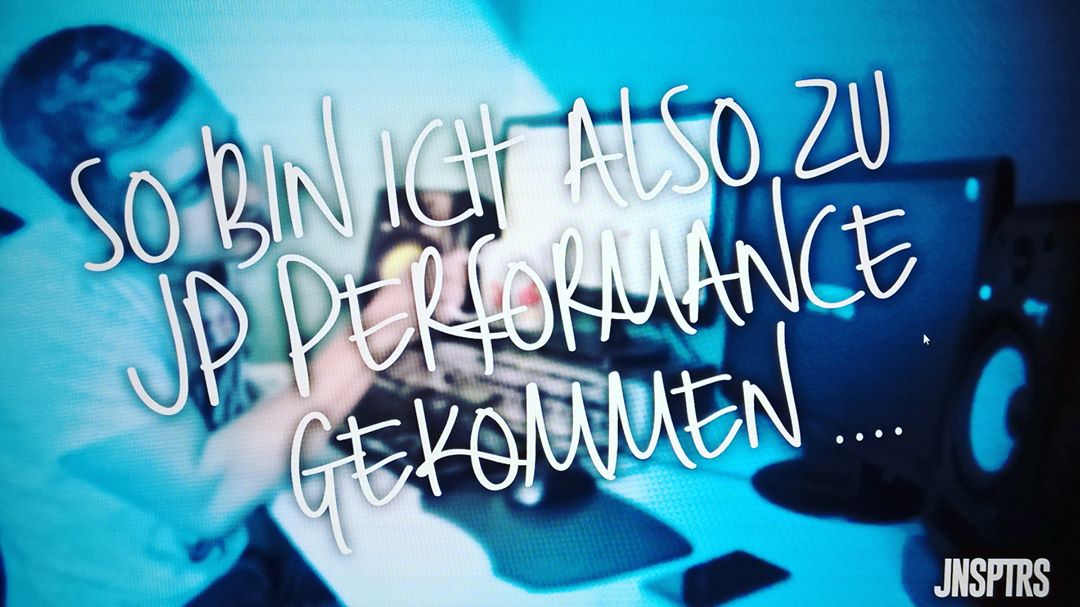 SO BIN ICH ALSO ZU
JP PERFORMANCE
GEKOMMEN ....
JNSPTRS